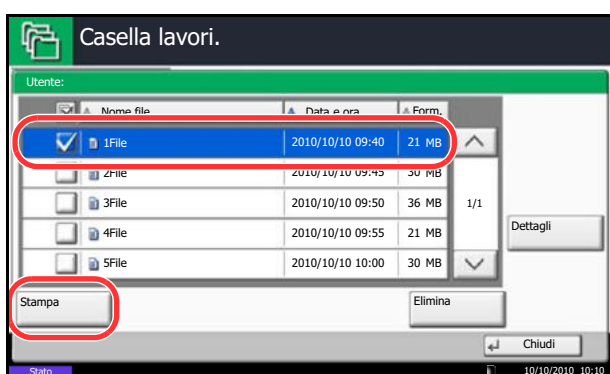 Casella lavori.
Utente:
Nome file Data e ora Form.
1File 2010/10/10 09:40 21 MB
2File 2010/10/10 09:45 30 MB
3File 2010/10/10 09:50 36 MB 1/1
4File 2010/10/10 09:55 21 MB Dettagli
5File 2010/10/10 10:00 30 MB
Stampa Elimina
Chiudi
Stato 10/10/2010 10:10